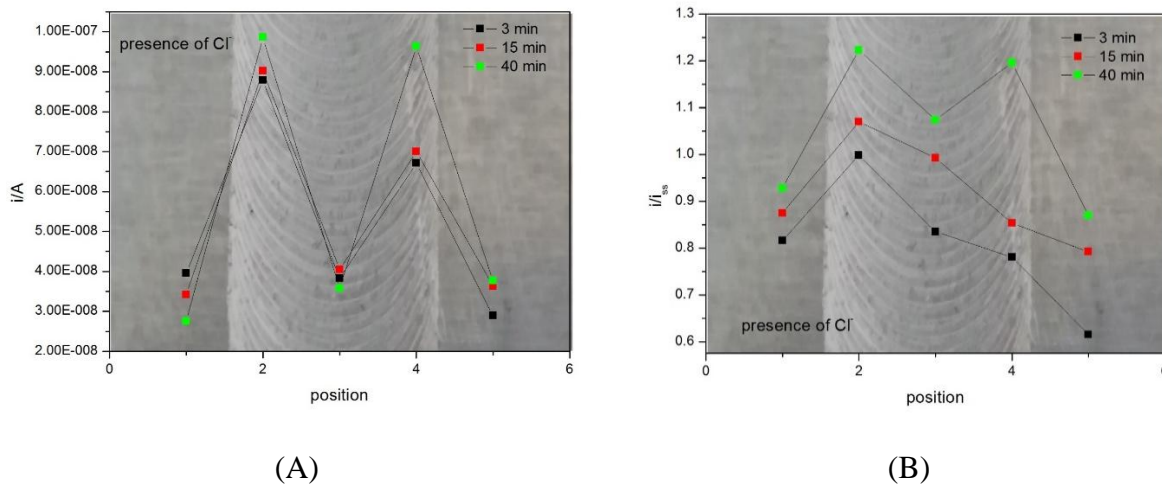 1.00E-007
9.00E-008
8.00E-008
7.00E-008
6.00E-008
5.00E-008
4.00E-008
3.00E-008
2.00E-008
i/A
presence of Cl⁻
3 min
15 min
40 min
0 2 4 6
position
(A)
1.3
1.2
1.1
1.0
0.9
0.8
0.7
0.6
i/iss
3 min
15 min
40 min
presence of Cl⁻
0 2 4 6
position
(B)